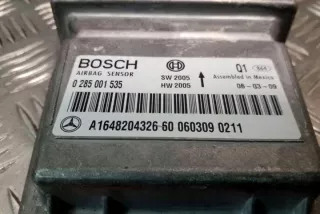 BOSCH
AIRBAG SENSOR
0 285 001 535
SW 2005
HW 2005
01
Assembled in Mexico
06-03-09
A1648204326 60 060309 0211